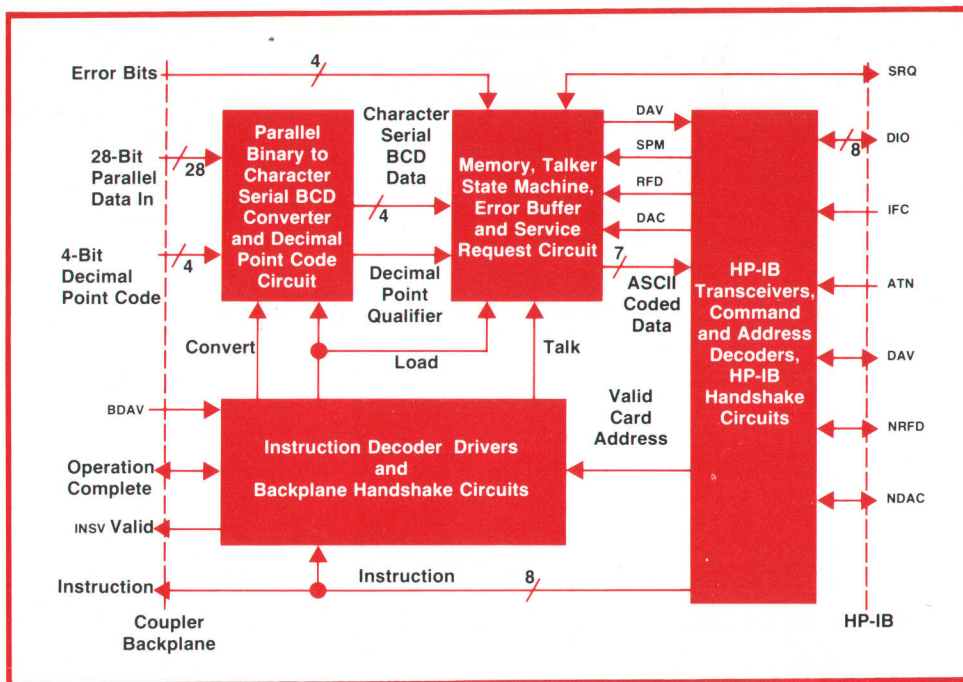 Error Bits
4
SRQ
28-Bit
Parallel
Data In
28
Parallel
Binary to
Character
Serial BCD
Converter
and Decimal
Point Code
Circuit
Character
Serial
BCD
Data
4
Memory, Talker
State Machine,
Error Buffer
and Service
Request Circuit
DAV
SPM
RFD
DAC
7
ASCII
Coded
Data
DIO
8
IFC
4-Bit
Decimal
Point Code
4
Decimal
Point
Qualifier
HP-IB
Transceivers,
Command
and Address
Decoders,
HP-IB
Handshake
Circuits
ATN
DAV
NRFD
NDAC
Convert
Load
Talk
BDAV
Instruction Decoder Drivers
and
Backplane Handshake Circuits
Valid
Card
Address
Operation
Complete
INSV Valid
Instruction
Instruction
8
Coupler
Backplane
HP-IB